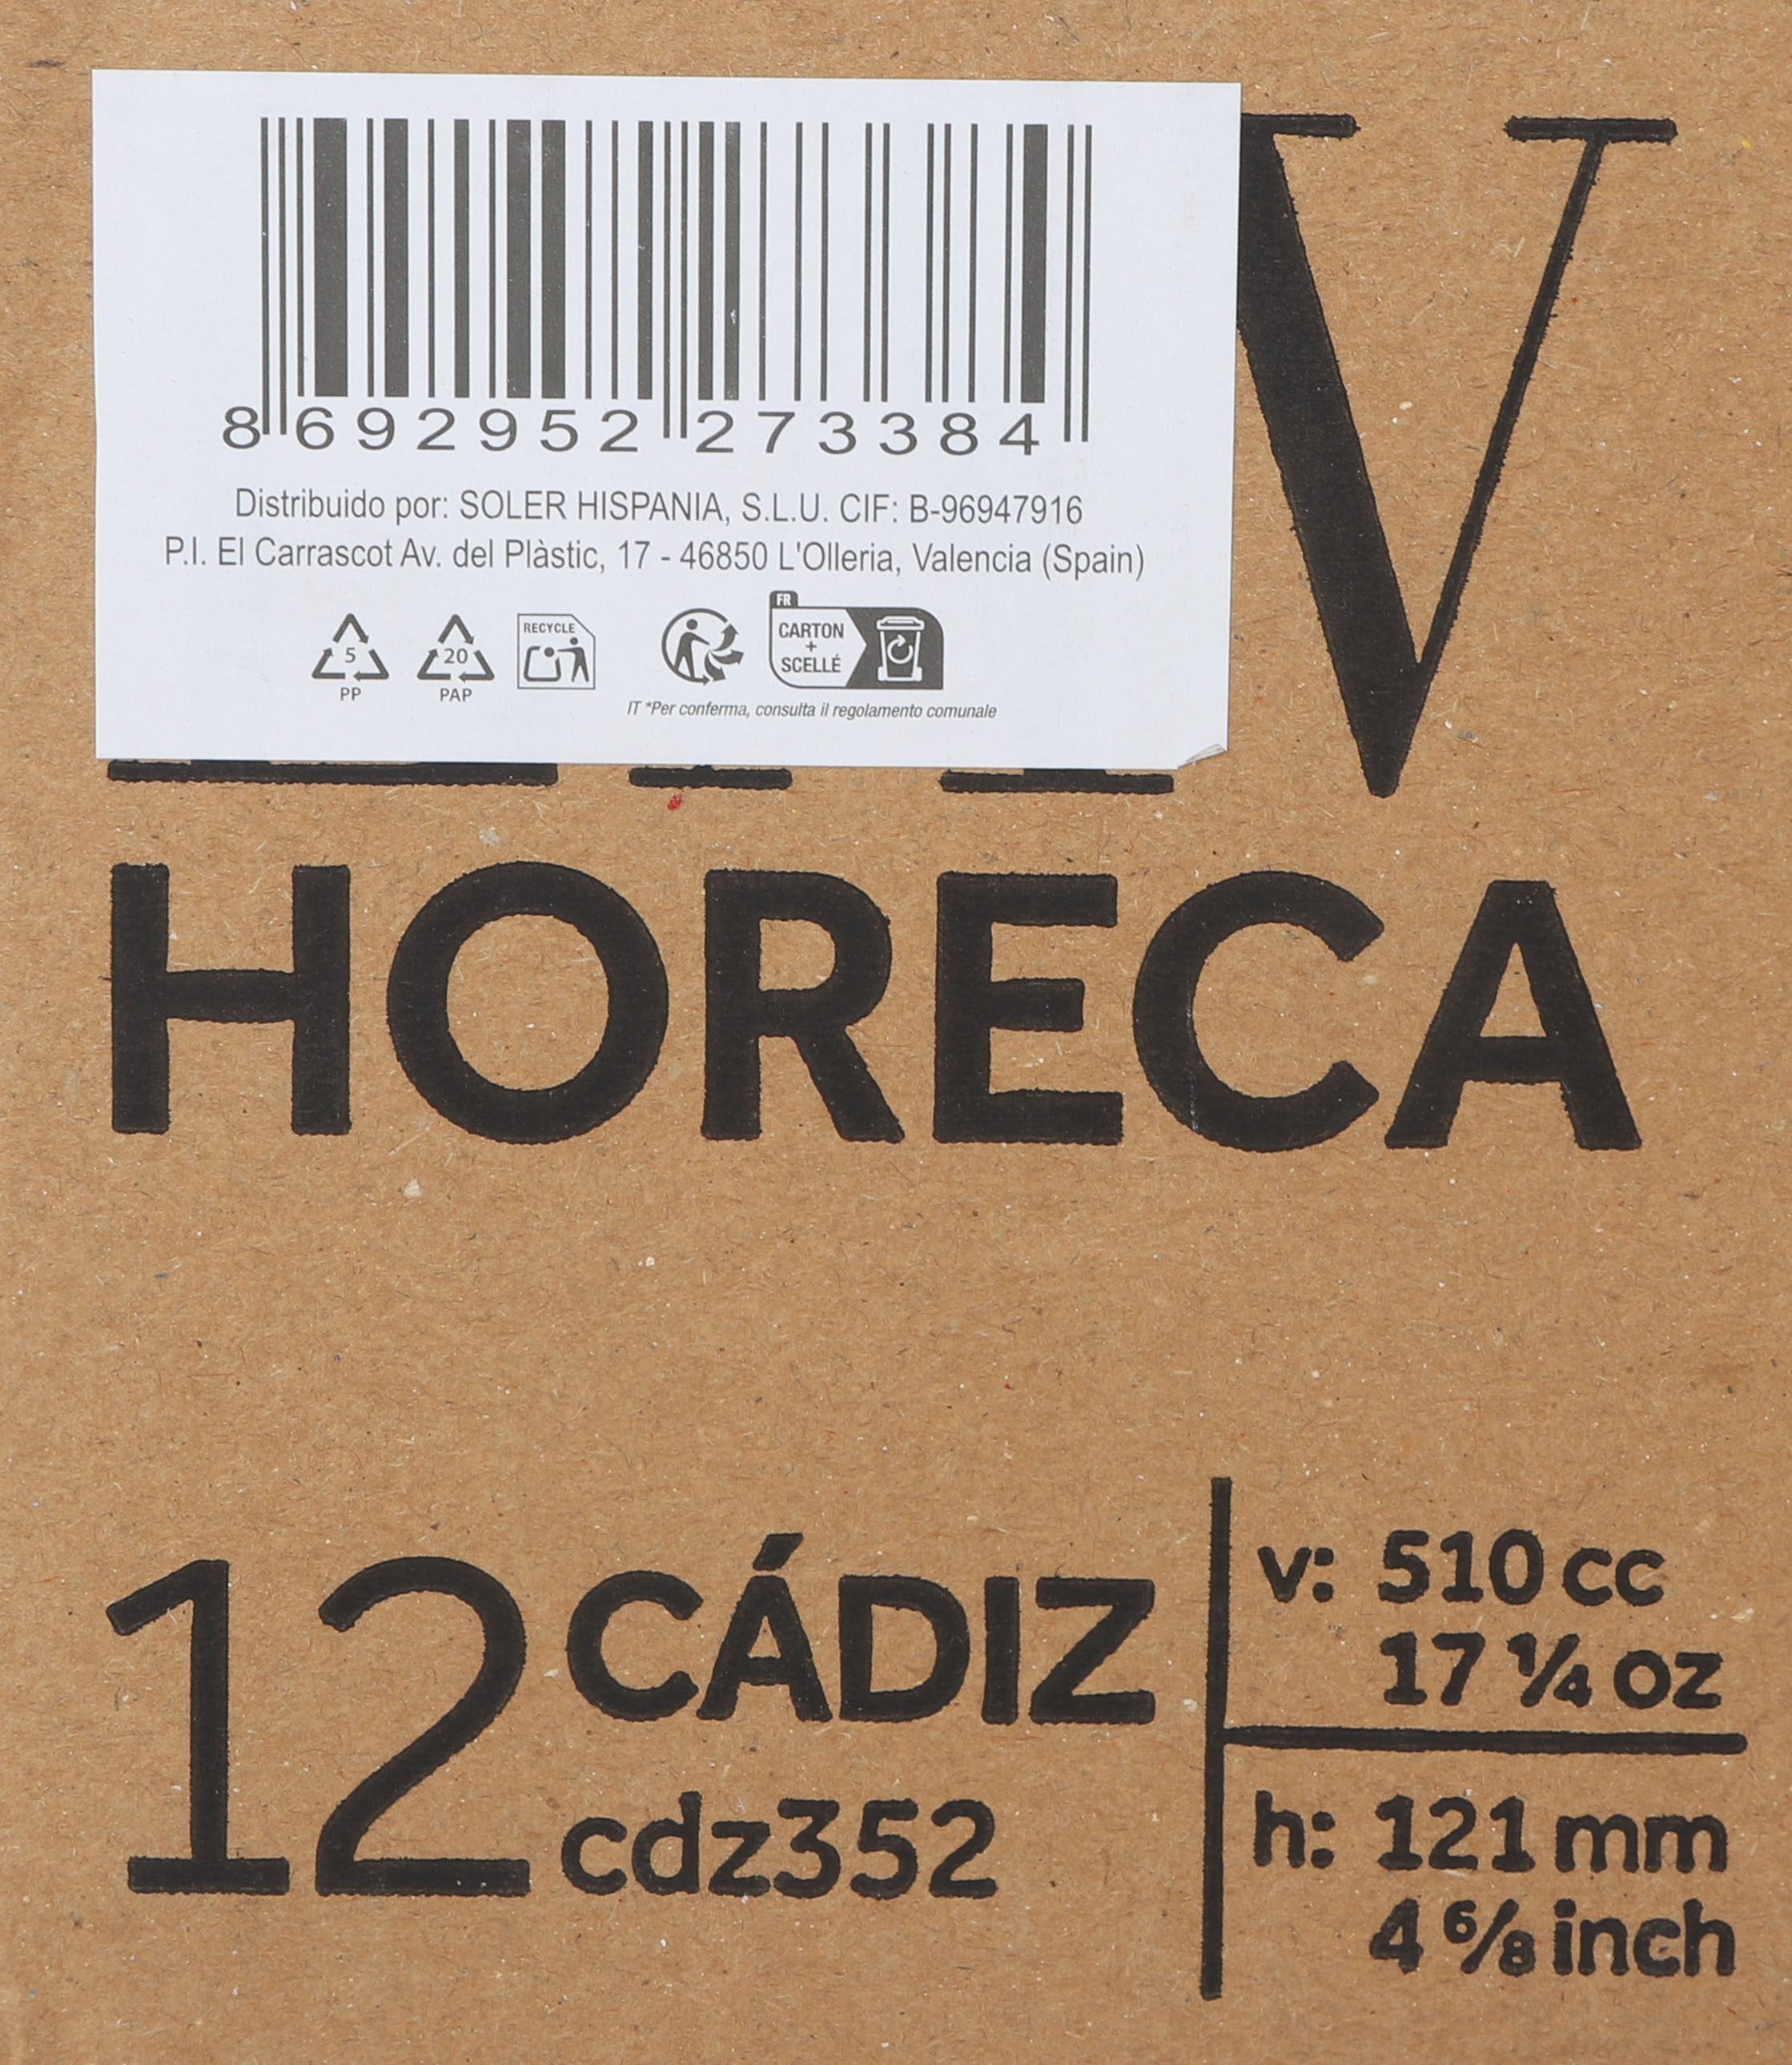 8 692952 273384
Distribuido por: SOLER HISPANIA, S.L.U. CIF: B-96947916
P.I. El Carrascot Av. del Plàstic, 17 - 46850 L'Olleria, Valencia (Spain)
5
PP
20
PAP
RECYCLE
FR
CARTON
+
SCELLÉ
IT *Per conferma, consulta il regolamento comunale
V
HORECA
12 CÁDIZ
cdz352
v: 510 cc
17 ¼ oz
h: 121 mm
4 6/8 inch